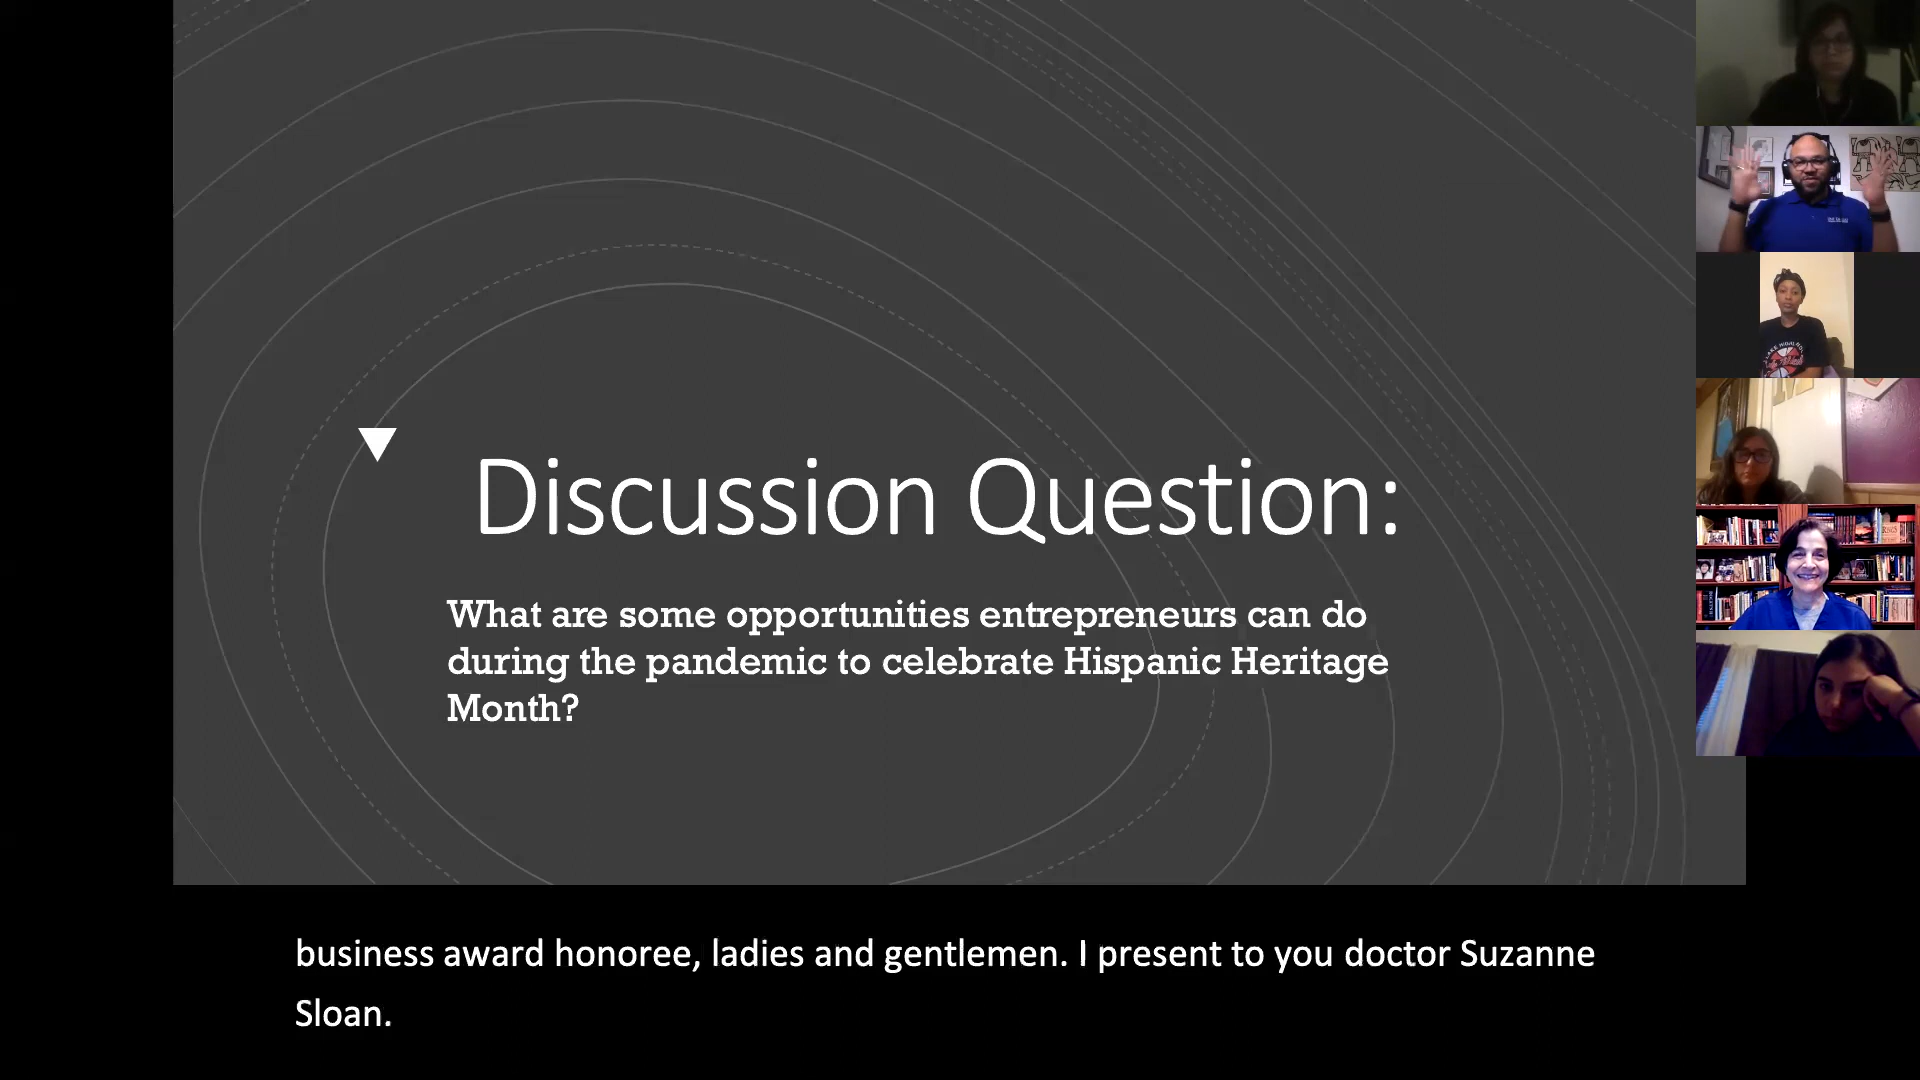 Discussion Question:
What are some opportunities entrepreneurs can do
during the pandemic to celebrate Hispanic Heritage
Month?
business award honoree, ladies and gentlemen. I present to you doctor Suzanne
Sloan.